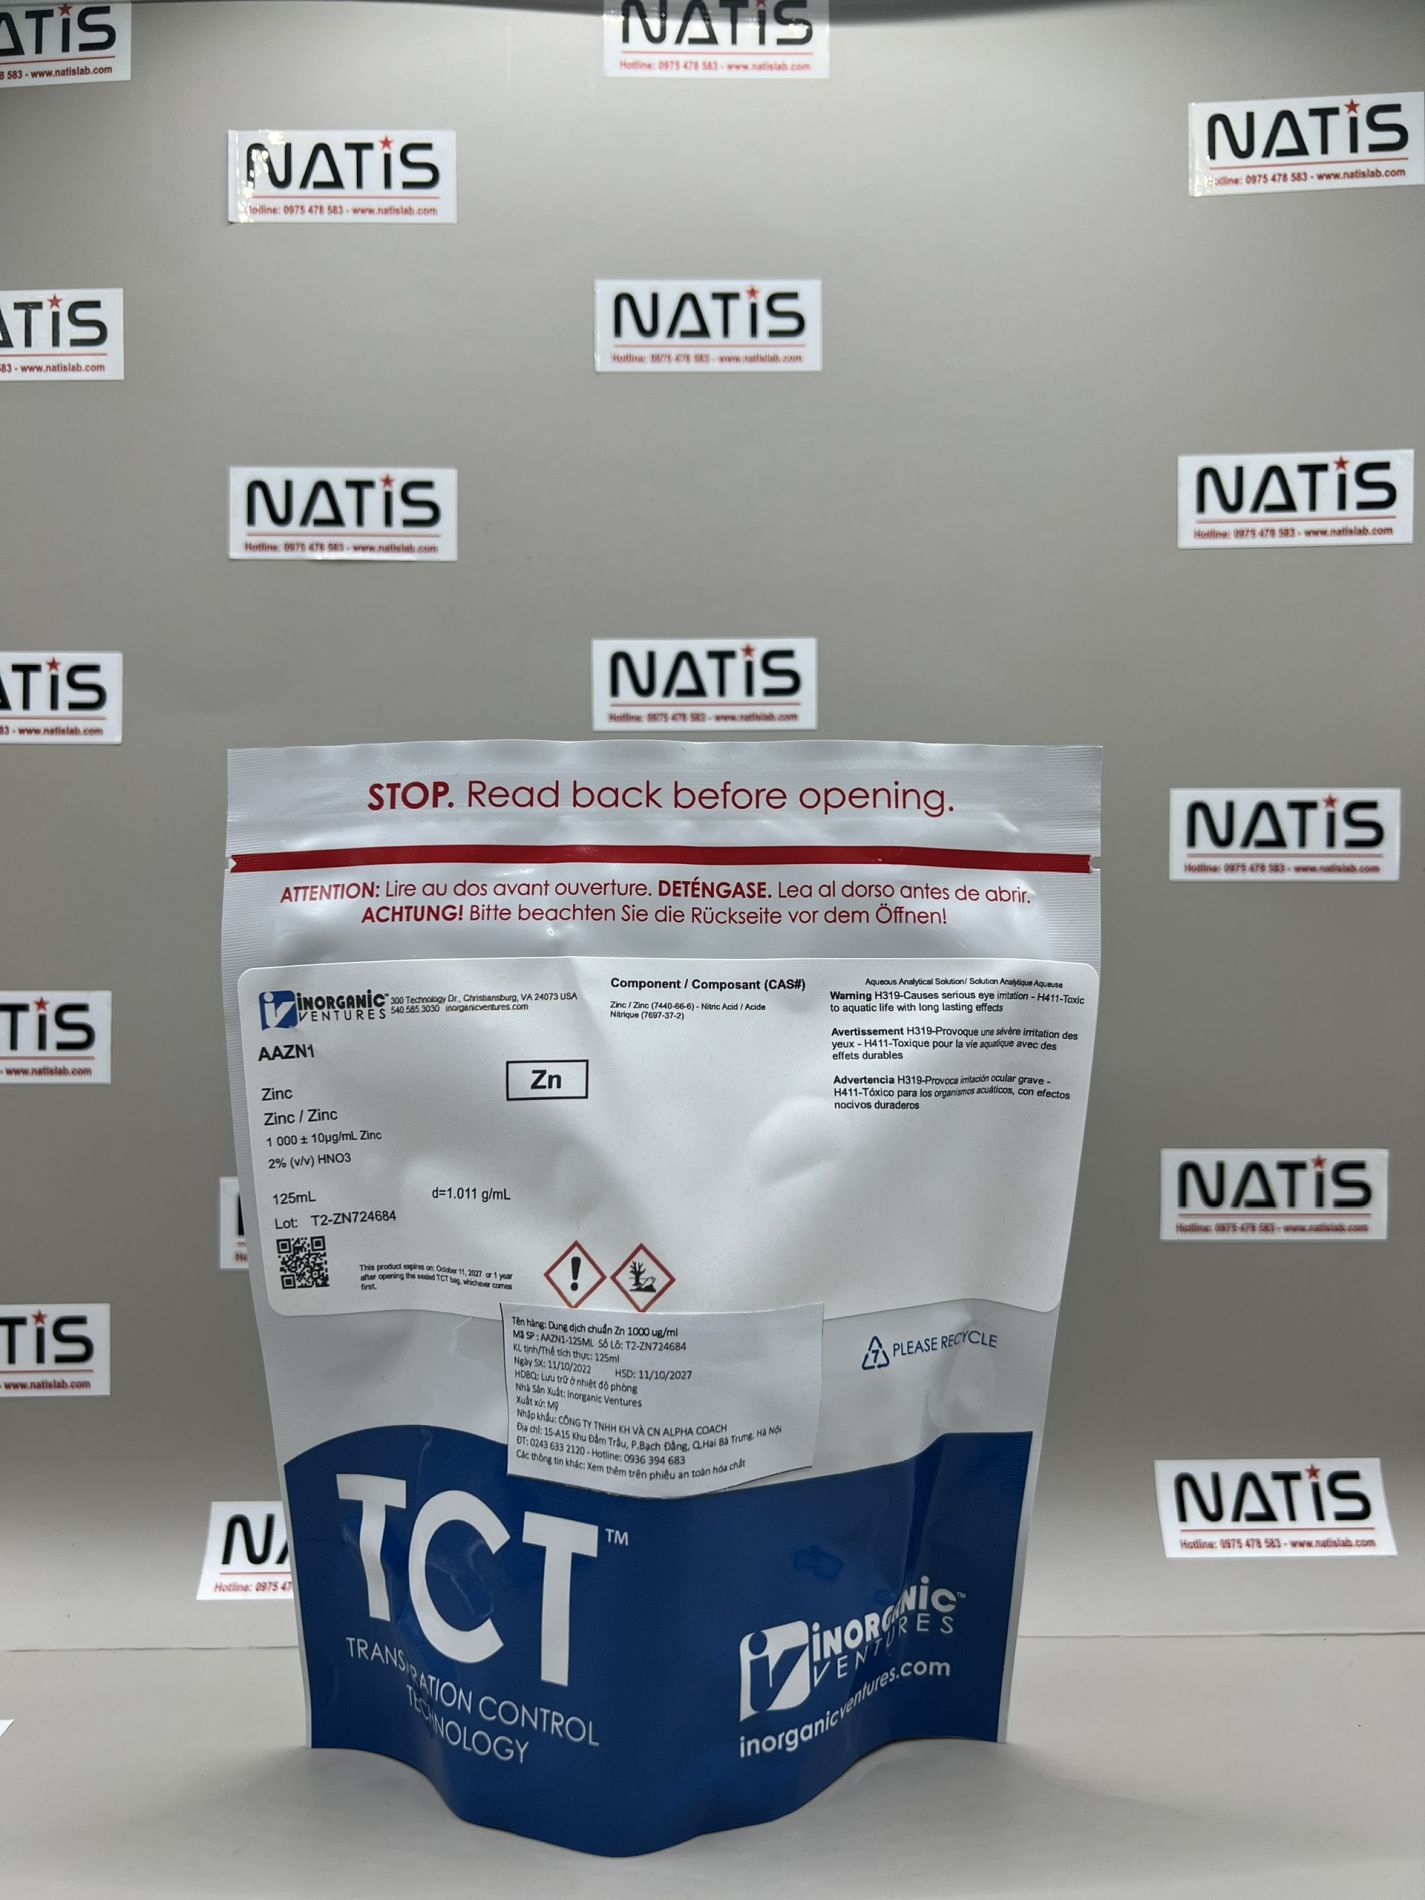 NATiS
Hotline: 0975 478 583 - www.natislab.com
STOP. Read back before opening.
ATTENTION: Lire au dos avant ouverture. DETÉNGASE. Lea al dorso antes de abrir.
ACHTUNG! Bitte beachten Sie die Rückseite vor dem Öffnen!
iNORGANiC VENTURES
300 Technology Dr., Christiansburg, VA 24073 USA
540.585.3030 inorganicventures.com
AAZN1
Zn
Zinc
Zinc / Zinc
1 000 ± 10µg/mL Zinc
2% (v/v) HNO3
125mL
d=1.011 g/mL
Lot: T2-ZN724684
This product expires on: October 11, 2027 or 1 year
after opening the sealed TCT bag, whichever comes
first.
Component / Composant (CAS#)
Zinc / Zinc (7440-66-6) - Nitric Acid / Acide
Nitrique (7697-37-2)
Aqueous Analytical Solution/ Solution Analytique Aqueuse
Warning H319-Causes serious eye irritation - H411-Toxic
to aquatic life with long lasting effects
Avertissement H319-Provoque une sévère irritation des
yeux - H411-Toxique pour la vie aquatique avec des
effets durables
Advertencia H319-Provoca irritación ocular grave -
H411-Tóxico para los organismos acuáticos, con efectos
nocivos duraderos
Tên hàng: Dung dịch chuẩn Zn 1000 ug/ml
Mã SP : AAZN1-125ML Số Lô: T2-ZN724684
KL tịnh/Thể tích thực: 125ml
Ngày SX: 11/10/2022 HSD: 11/10/2027
HDBQ: Lưu trữ ở nhiệt độ phòng
Nhà Sản Xuất: Inorganic Ventures
Xuất xứ: Mỹ
Nhập khẩu: CÔNG TY TNHH KH VÀ CN ALPHA COACH
Địa chỉ: 15-A15 Khu Đầm Trấu, P.Bạch Đằng, Q.Hai Bà Trưng, Hà Nội
ĐT: 0243 633 2120 - Hotline: 0936 394 683
Các thông tin khác: Xem thêm trên phiếu an toàn hóa chất
7 PLEASE RECYCLE
TCT™
TRANSPIRATION CONTROL
TECHNOLOGY
iNORGANiC™
VENTURES
inorganicventures.com